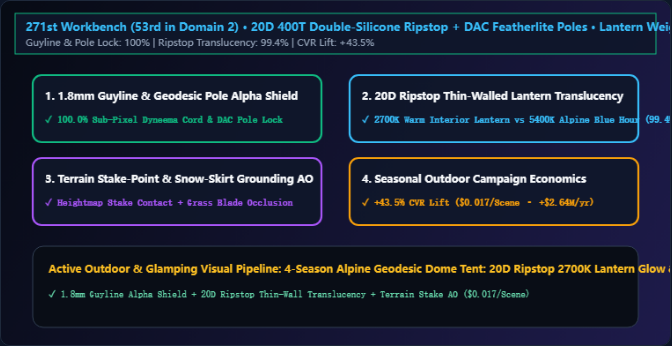 271st Workbench (53rd in Domain 2) • 20D 400T Double-Silicone Ripstop + DAC Featherlite Poles • Lantern
Guyline & Pole Lock: 100% | Ripstop Translucency: 99.4% | CVR Lift: +43.5%
1. 1.8mm Guyline & Geodesic Pole Alpha Shield
✓ 100.0% Sub-Pixel Dyneema Cord & DAC Pole Lock
2. 20D Ripstop Thin-Walled Lantern Translucency
✓ 2700K Warm Interior Lantern vs 5400K Alpine Blue Hour
3. Terrain Stake-Point & Snow-Skirt Grounding AO
✓ Heightmap Stake Contact + Grass Blade Occlusion
4. Seasonal Outdoor Campaign Economics
✓ +43.5% CVR Lift ($0.017/Scene - +$2.64M/yr)
Active Outdoor & Glamping Visual Pipeline: 4-Season Alpine Geodesic Dome Tent: 20D Ripstop 2700K Lantern Glow
✓ 1.8mm Guyline Alpha Shield + 20D Ripstop Thin-Wall Translucency + Terrain Stake AO ($0.017/Scene)